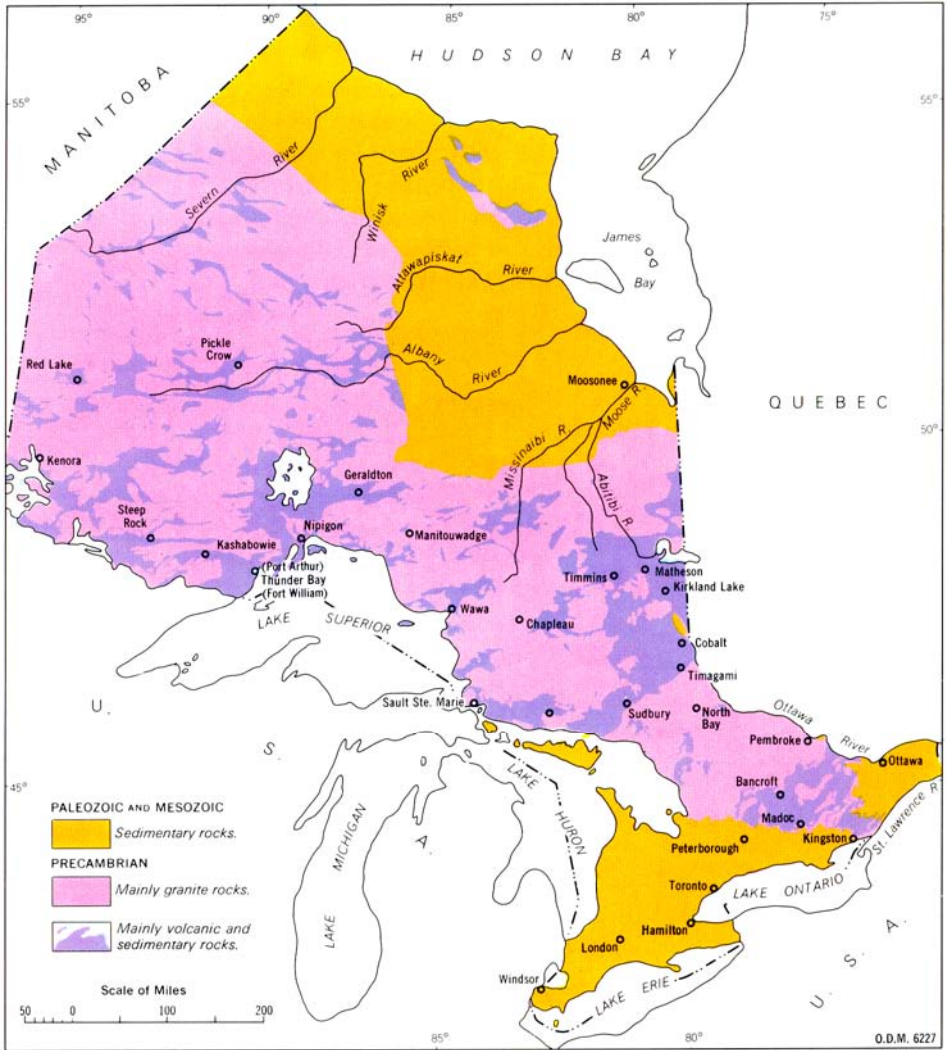 95°
90°
85°
80°
75°
HUDSON BAY
MANITOBA
55°
55°
Severn River
Winisk River
James
Bay
Attawapiskat River
Albany River
Pickle
Crow
Red Lake
Moosonee
Moose R.
QUEBEC
50°
Missinaibi R.
Abitibi R.
Kenora
Geraldton
Steep
Rock
Nipigon
Manitouwadge
Kashabowie
(Port Arthur)
Thunder Bay
(Fort William)
Timmins
Matheson
Kirkland Lake
LAKE SUPERIOR
Wawa
Chapleau
Cobalt
Timagami
Sault Ste. Marie
Sudbury
North
Bay
Ottawa River
U. S. A.
Pembroke
Ottawa
45°
LAKE HURON
Bancroft
Madoc
Kingston
St. Lawrence R.
Peterborough
LAKE MICHIGAN
Toronto
LAKE ONTARIO
Hamilton
London
U. S. A.
Windsor
LAKE ERIE
PALEOZOIC AND MESOZOIC
Sedimentary rocks.
PRECAMBRIAN
Mainly granite rocks.
Mainly volcanic and
sedimentary rocks.
Scale of Miles
50 0 100 200
85°
80°
O.D.M. 6227